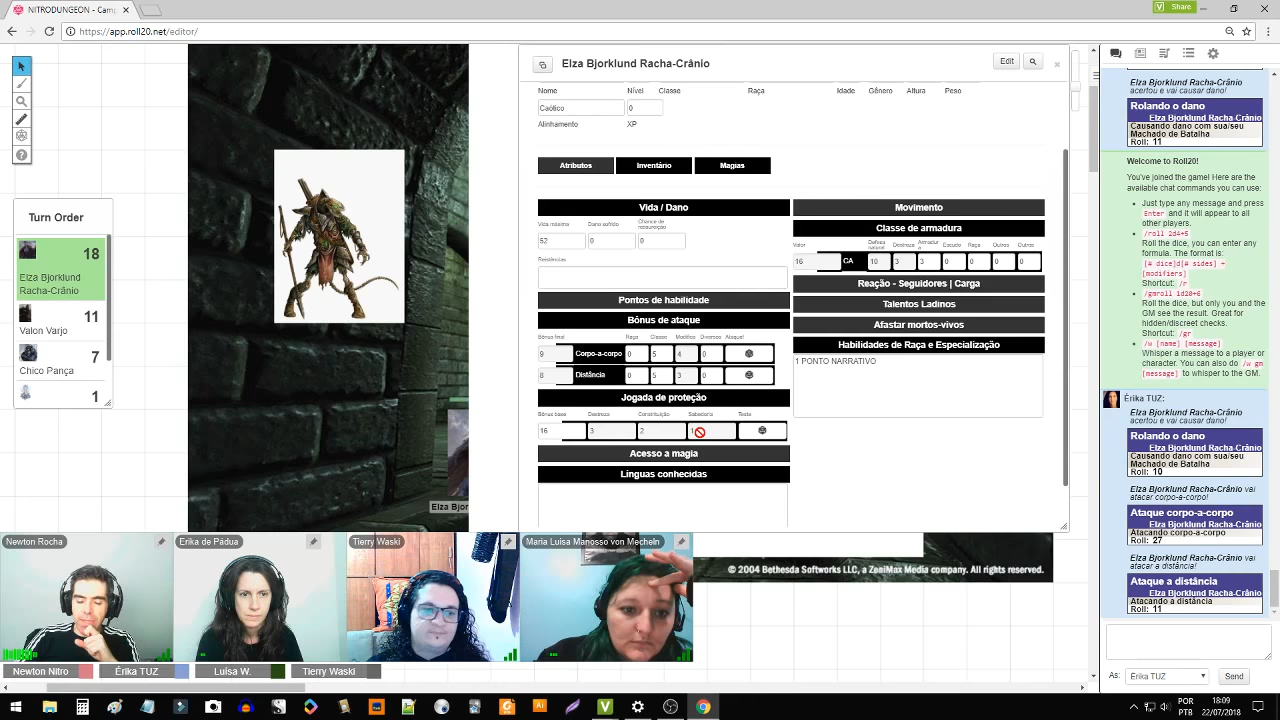 NITRODUNGEON - Camp
Share
https://app.roll20.net/editor/
Turn Order
18
Elza Bjorklund
Racha-Crânio
11
Valon Varjo
7
Chico Pança
1
Elza Bjor
Elza Bjorklund Racha-Crânio
Edit
Nome Nível Classe Raça Idade Gênero Altura Peso
Caótico 0
Alinhamento XP
Atributos Inventário Magias
Vida / Dano
Vida máxima Dano sofrido Chance de
ressurreição
52 0 0
Resistências
Pontos de habilidade
Bônus de ataque
Bônus final Raça Classe Modifica Diversos Ataque!
9 Corpo-a-corpo 0 5 4 0
8 Distância 0 5 3 0
Jogada de proteção
Bônus base Destreza Constituição Sabedoria Teste
16 3 2 1
Acesso a magia
Línguas conhecidas
Movimento
Classe de armadura
Valor Defesa natural Destreza Armadura Escudo Raça Outros Outros
16 CA 10 3 3 0 0 0 0
Reação - Seguidores | Carga
Talentos Ladinos
Afastar mortos-vivos
Habilidades de Raça e Especialização
1 PONTO NARRATIVO
© 2004 Bethesda Softworks LLC, a ZeniMax Media company. All rights reserved.
Newton Rocha
Erika de Pádua
Tierry Waski
Maria Luisa Manosso von Mecheln
Newton Nitro
Érika TUZ
Luísa W.
Tierry Waski
Elza Bjorklund Racha-Crânio
acertou e vai causar dano!
Rolando o dano
Elza Bjorklund Racha-Crânio
Causando dano com sua/seu
Machado de Batalha
Roll: 11
Welcome to Roll20!
You've joined the game! Here are the
available chat commands you can use:
Just type any message and press
Enter and it will appear to all
other players.
/roll 2d4+5
Roll the dice, you can enter any
formula. The format is:
[# dice]d[# sides] +
[modifiers]
Shortcut: /r
/gmroll 1d20+6
Roll the dice, but only you and the
GM see the result. Great for
hidden/secret checks.
Shortcut: /gr
/w [name] [message]
Whisper a message to a player or
character. You can also do /w gm
[message] to whisper to the GM.
Érika TUZ:
Elza Bjorklund Racha-Crânio
acertou e vai causar dano!
Rolando o dano
Elza Bjorklund Racha-Crânio
Causando dano com sua/seu
Machado de Batalha
Roll: 10
Elza Bjorklund Racha-Crânio vai
atacar corpo-a-corpo!
Ataque corpo-a-corpo
Elza Bjorklund Racha-Crânio
Atacando corpo-a-corpo
Roll: 27
Elza Bjorklund Racha-Crânio vai
atacar a distância!
Ataque a distância
Elza Bjorklund Racha-Crânio
Atacando a distância
Roll: 11
As: Érika TUZ Send
POR
PTB
18:09
22/07/2018